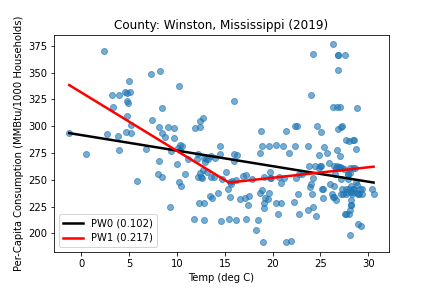 County: Winston, Mississippi (2019)
Per-Capita Consumption (MMBtu/1000 Households)
375
350
325
300
275
250
225
200
PW0 (0.102)
PW1 (0.217)
0 5 10 15 20 25 30
Temp (deg C)